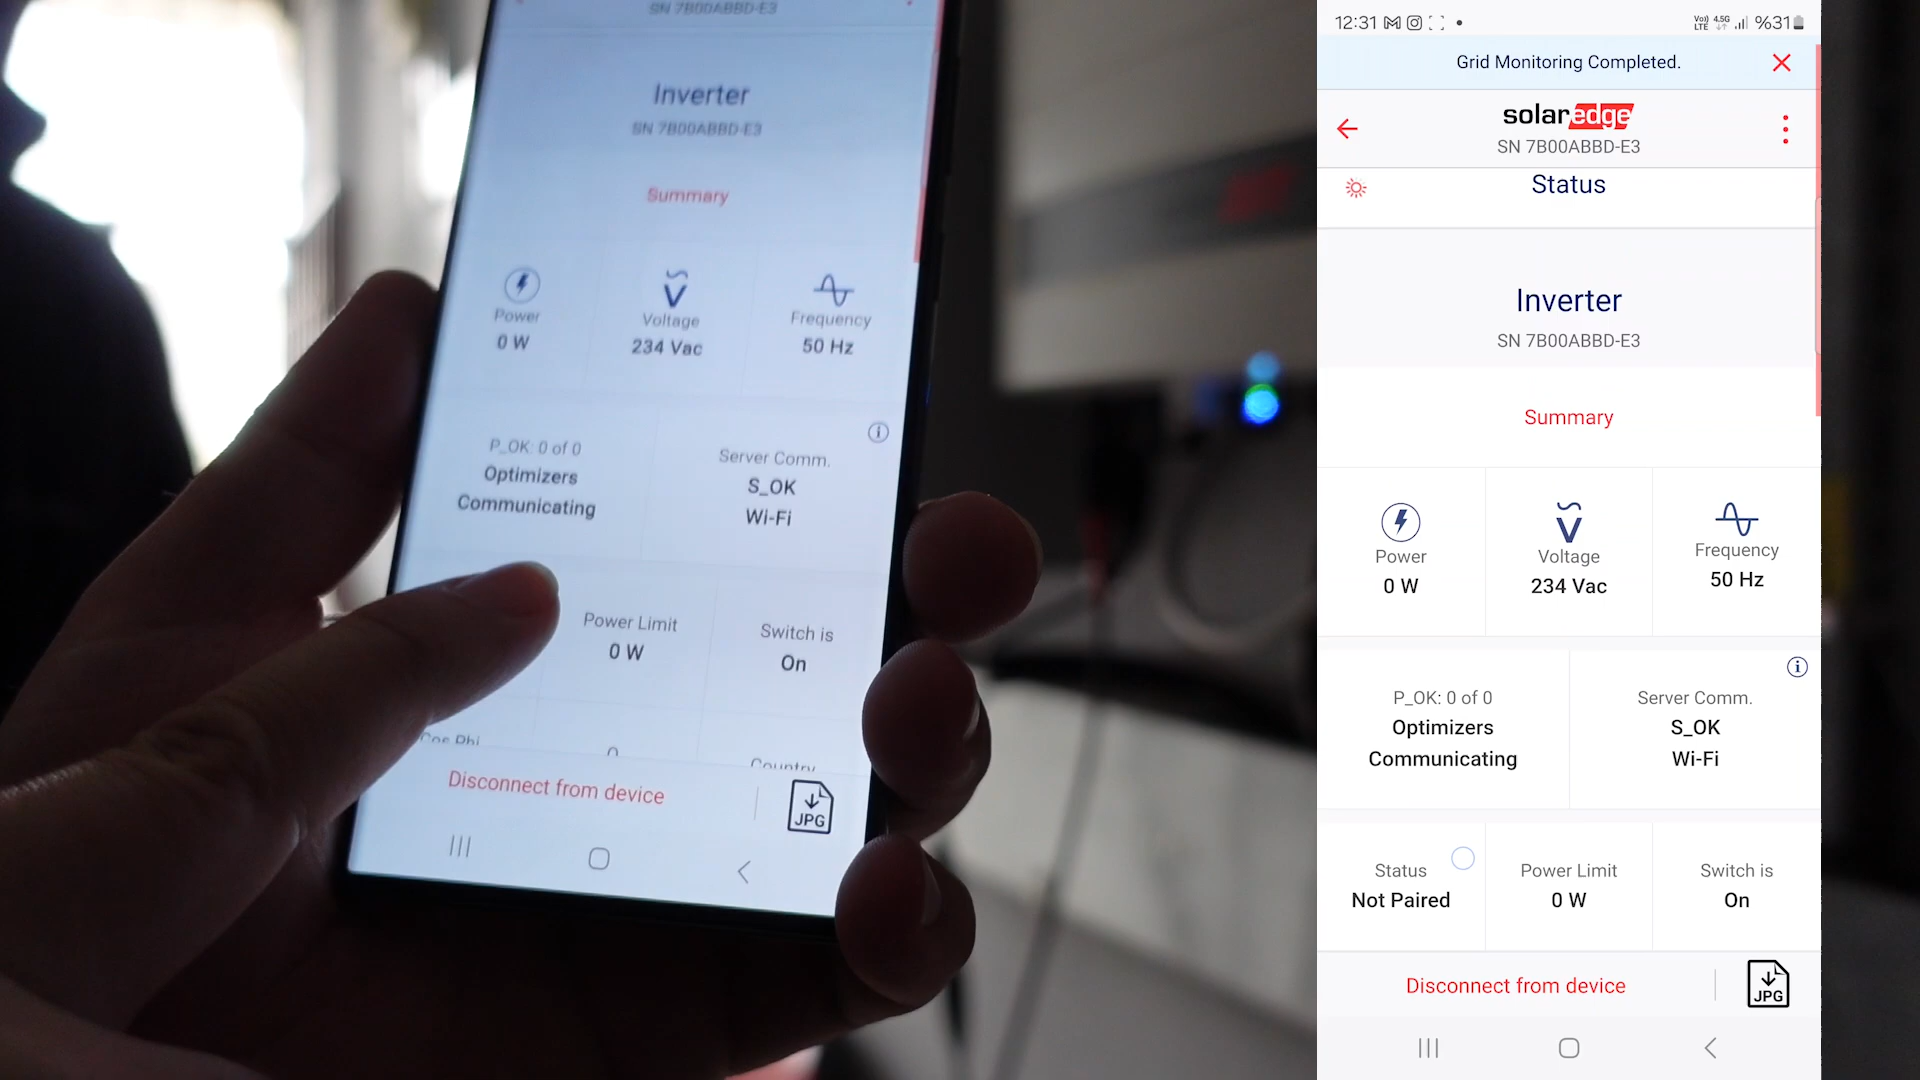 SN 7B00ABBD-E3
Inverter
SN 7B00ABBD-E3
Summary
Power
0 W
Voltage
234 Vac
Frequency
50 Hz
P_OK: 0 of 0
Optimizers
Communicating
Server Comm.
S_OK
Wi-Fi
Power Limit
0 W
Switch is
On
Cos Phi
Country
Disconnect from device
JPG
12:31
VoLTE 4.5G %31
Grid Monitoring Completed.
solaredge
SN 7B00ABBD-E3
Status
Inverter
SN 7B00ABBD-E3
Summary
Power
0 W
Voltage
234 Vac
Frequency
50 Hz
P_OK: 0 of 0
Optimizers
Communicating
Server Comm.
S_OK
Wi-Fi
Status
Not Paired
Power Limit
0 W
Switch is
On
Disconnect from device
JPG